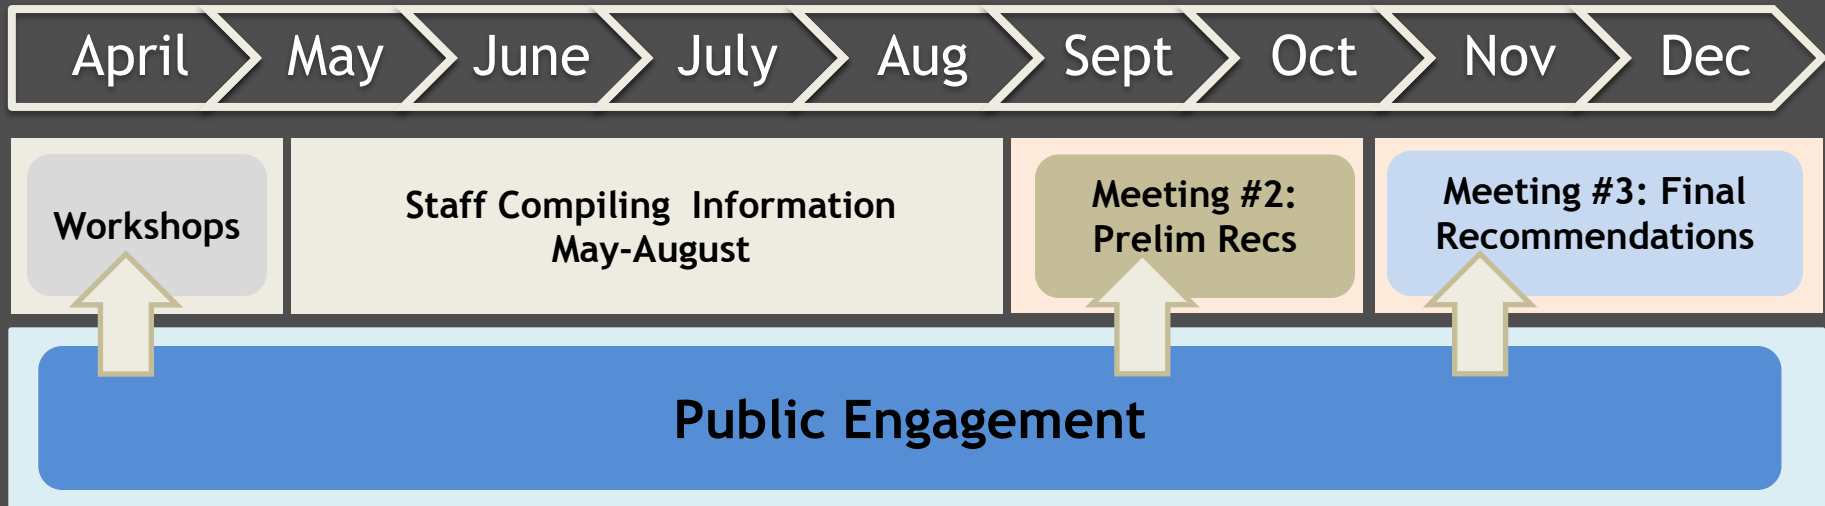 April May June July Aug Sept Oct Nov Dec
Workshops
Staff Compiling  Information
May-August
Meeting #2:
Prelim Recs
Meeting #3: Final
Recommendations
Public Engagement